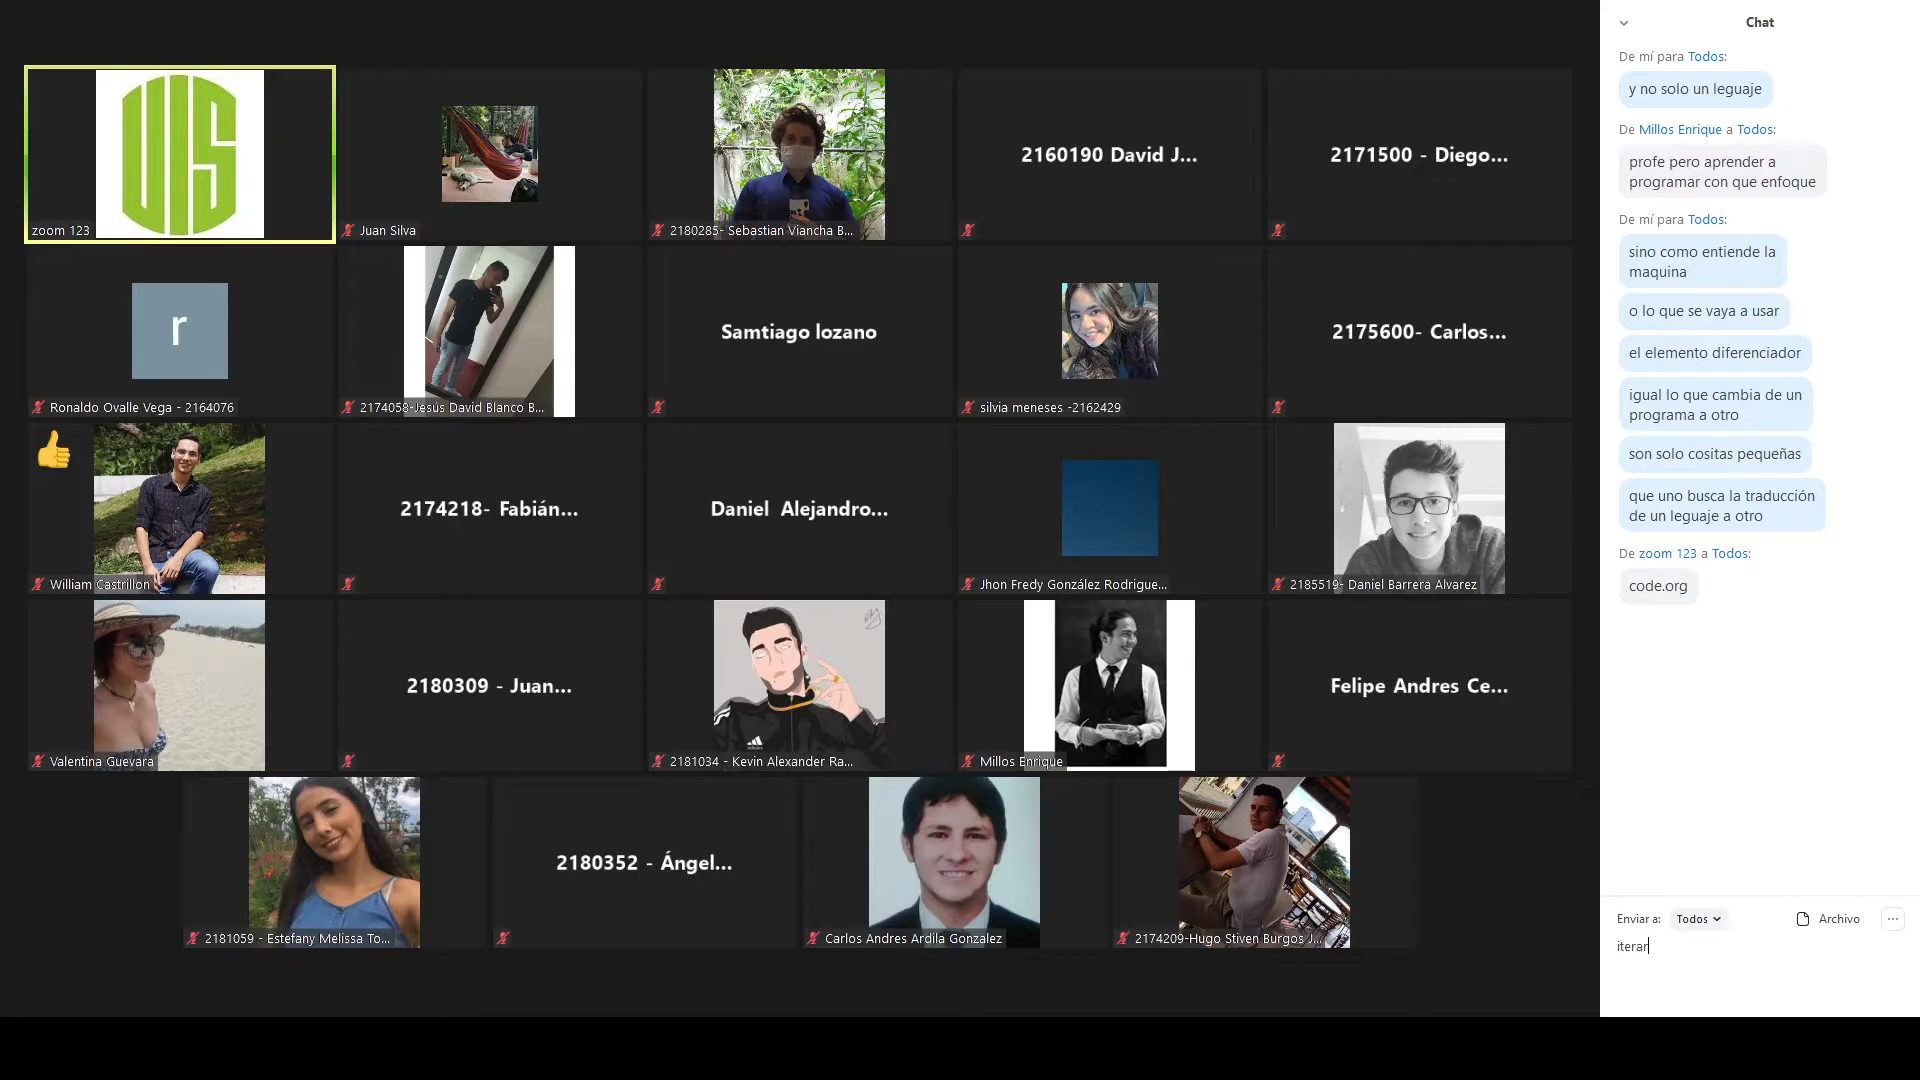 UIS
zoom 123
Juan Silva
2180285- Sebastian Viancha B...
2160190 David J...
2171500 - Diego...
r
Ronaldo Ovalle Vega - 2164076
2174058-Jesús David Blanco B...
Samtiago lozano
silvia meneses -2162429
2175600- Carlos...
William Castrillon
2174218- Fabián...
Daniel Alejandro...
Jhon Fredy González Rodrigue...
2185519- Daniel Barrera Alvarez
Valentina Guevara
2180309 - Juan...
adidas
2181034 - Kevin Alexander Ra...
Millos Enrique
Felipe Andres Ce...
2181059 - Estefany Melissa To...
2180352 - Ángel...
Carlos Andres Ardila Gonzalez
2174209-Hugo Stiven Burgos J...
Chat
De mí para Todos:
y no solo un leguaje
De Millos Enrique a Todos:
profe pero aprender a
programar con que enfoque
De mí para Todos:
sino como entiende la
maquina
o lo que se vaya a usar
el elemento diferenciador
igual lo que cambia de un
programa a otro
son solo cositas pequeñas
que uno busca la traducción
de un leguaje a otro
De zoom 123 a Todos:
code.org
Enviar a: Todos
Archivo
iterar